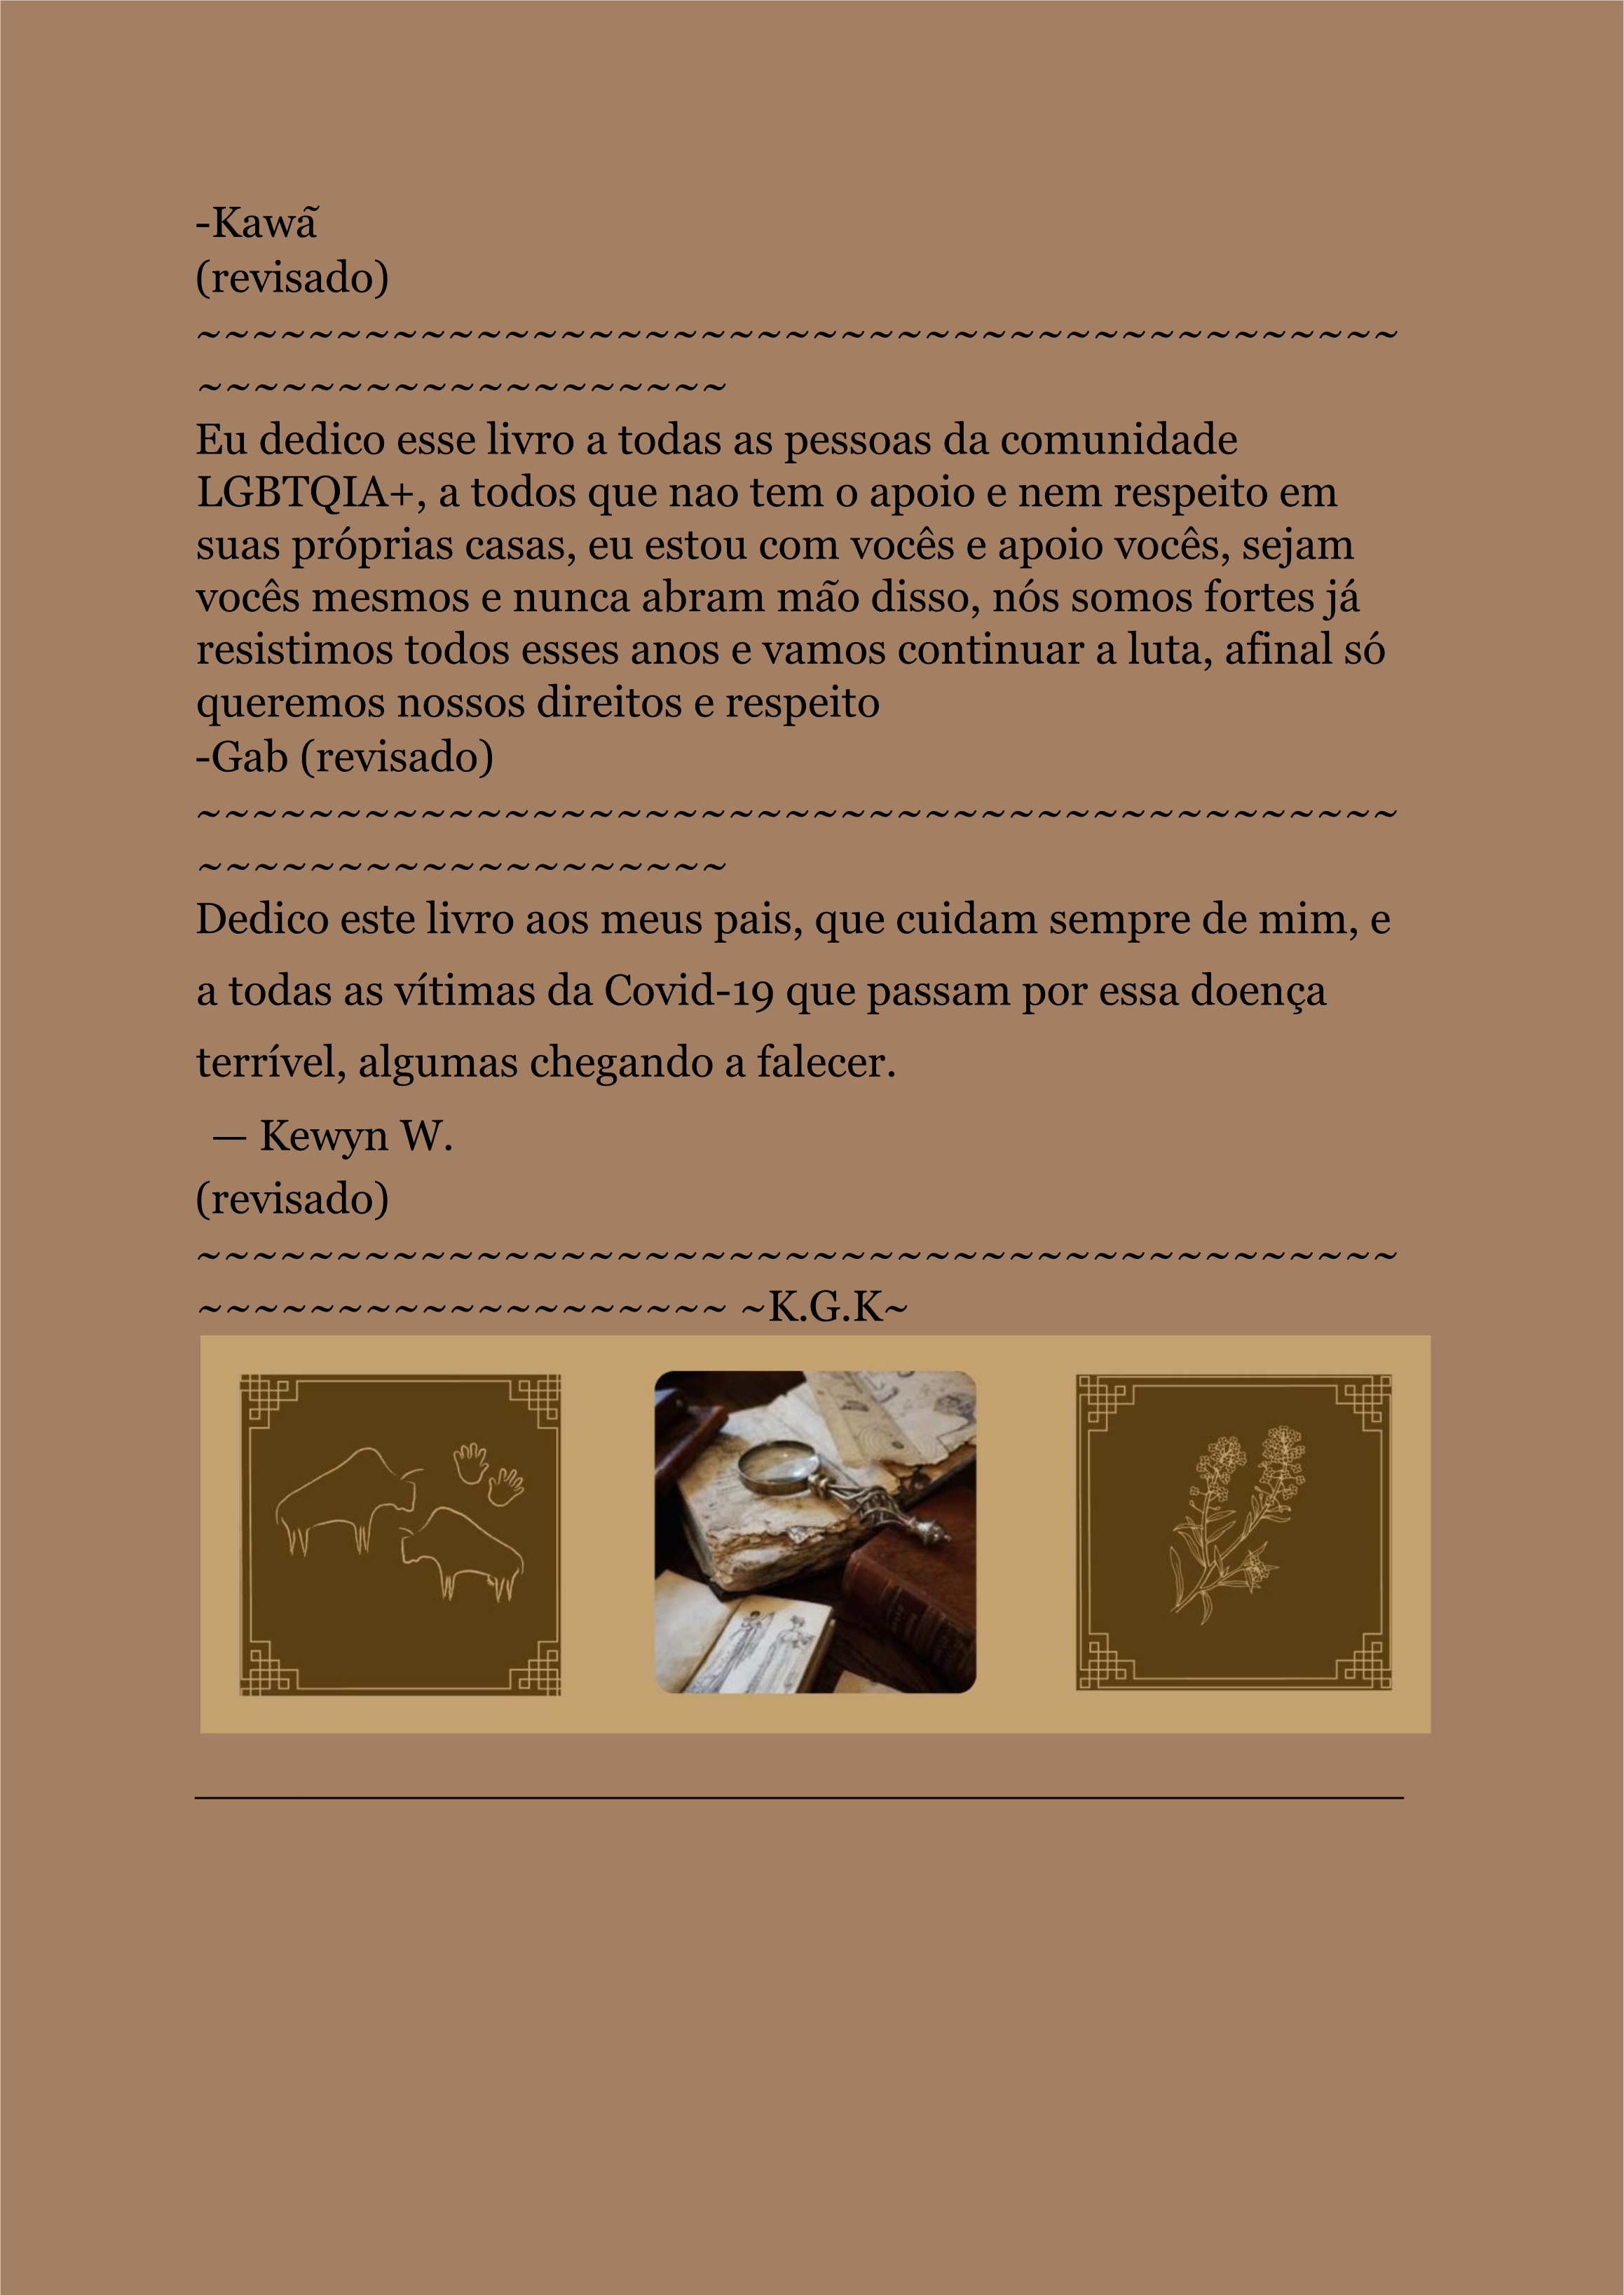 -Kawã
(revisado)
~~~~~~~~~~~~~~~~~~~~~~~~~~~~~~~~~~~~~~~~~~~
~~~~~~~~~~~~~~~~~~~
Eu dedico esse livro a todas as pessoas da comunidade
LGBTQIA+, a todos que nao tem o apoio e nem respeito em
suas próprias casas, eu estou com vocês e apoio vocês, sejam
vocês mesmos e nunca abram mão disso, nós somos fortes já
resistimos todos esses anos e vamos continuar a luta, afinal só
queremos nossos direitos e respeito
-Gab (revisado)
~~~~~~~~~~~~~~~~~~~~~~~~~~~~~~~~~~~~~~~~~~~
~~~~~~~~~~~~~~~~~~~
Dedico este livro aos meus pais, que cuidam sempre de mim, e
a todas as vítimas da Covid-19 que passam por essa doença
terrível, algumas chegando a falecer.
— Kewyn W.
(revisado)
~~~~~~~~~~~~~~~~~~~~~~~~~~~~~~~~~~~~~~~~~~~
~~~~~~~~~~~~~~~~~~~ ~K.G.K~